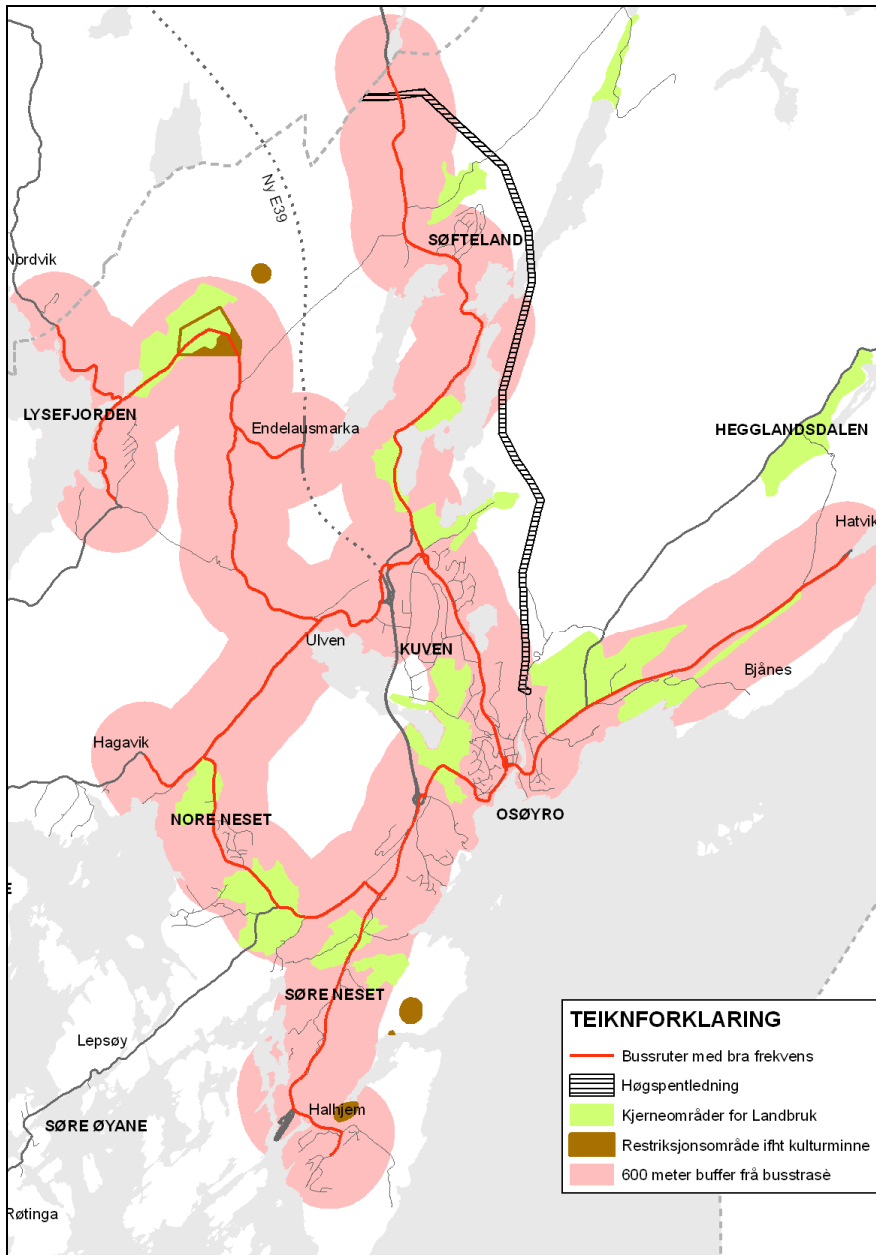 Ny E39
SØFTELAND
Nordvik
LYSEFJORDEN
Endelausmarka
HEGGLANDSDALEN
Hatvik
Ulven
KUVEN
Bjånes
Hagavik
NORE NESET
OSØYRO
E
SØRE NESET
Lepsøy
Halhjem
SØRE ØYANE
Røtinga
TEIKNFORKLARING
Bussruter med bra frekvens
Høgspentledning
Kjerneområder for Landbruk
Restriksjonsområde ifht kulturminne
600 meter buffer frå busstrasè